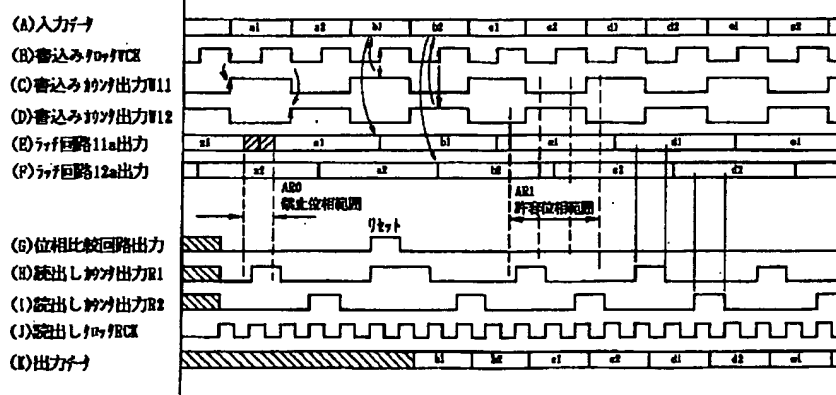 (A)入力データ a1 a2 b1 b2 c1 c2 d1 d2 e1 e2
(B)書込みクロックWCK
(C)書込みカウンタ出力W11
(D)書込みカウンタ出力W12
(E)ラッチ回路11a出力 z1 a1 b1 c1 d1 e1
(F)ラッチ回路12a出力 z2 a2 b2 c2 d2
AR0
禁止位相範囲
AR1
許容位相範囲
リセット
(G)位相比較回路出力
(H)読出しカウンタ出力R1
(I)読出しカウンタ出力R2
(J)読出しクロックRCK
(K)出力データ b1 b2 c1 c2 d1 d2 e1